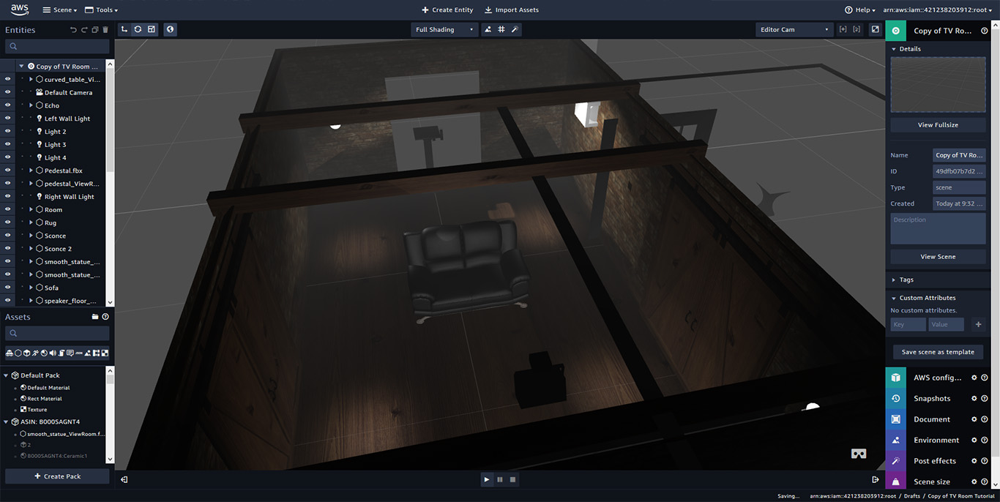 aws
Scene
Tools
Create Entity
Import Assets
Help
arn:aws:iam::421238203912:root
Entities
Full Shading
Editor Cam
Copy of TV Ro...
Copy of TV Room ...
curved_table_Vi...
Default Camera
Echo
Left Wall Light
Light 2
Light 3
Light 4
Pedestal.fbx
pedestal_ViewR...
Right Wall Light
Room
Rug
Sconce
Sconce 2
smooth_statue_...
smooth_statue_...
Sofa
speaker_floor_...
Assets
JSON
Default Pack
Default Material
Rect Material
Texture
ASIN: B000SAGNT4
smooth_statue_ViewRoom.f...
2
B000SAGNT4:Ceramic1
Create Pack
Details
View Fullsize
Name
Copy of TV Ro...
ID
49dfb07b7d2 ...
Type
scene
Created
Today at 9:32 ...
Description
View Scene
Tags
Custom Attributes
No custom attributes.
Key
Value
Save scene as template
AWS config...
Snapshots
Document
Environment
Post effects
Scene size
Saving...
arn:aws:iam::421238203912:root / Drafts / Copy of TV Room Tutorial